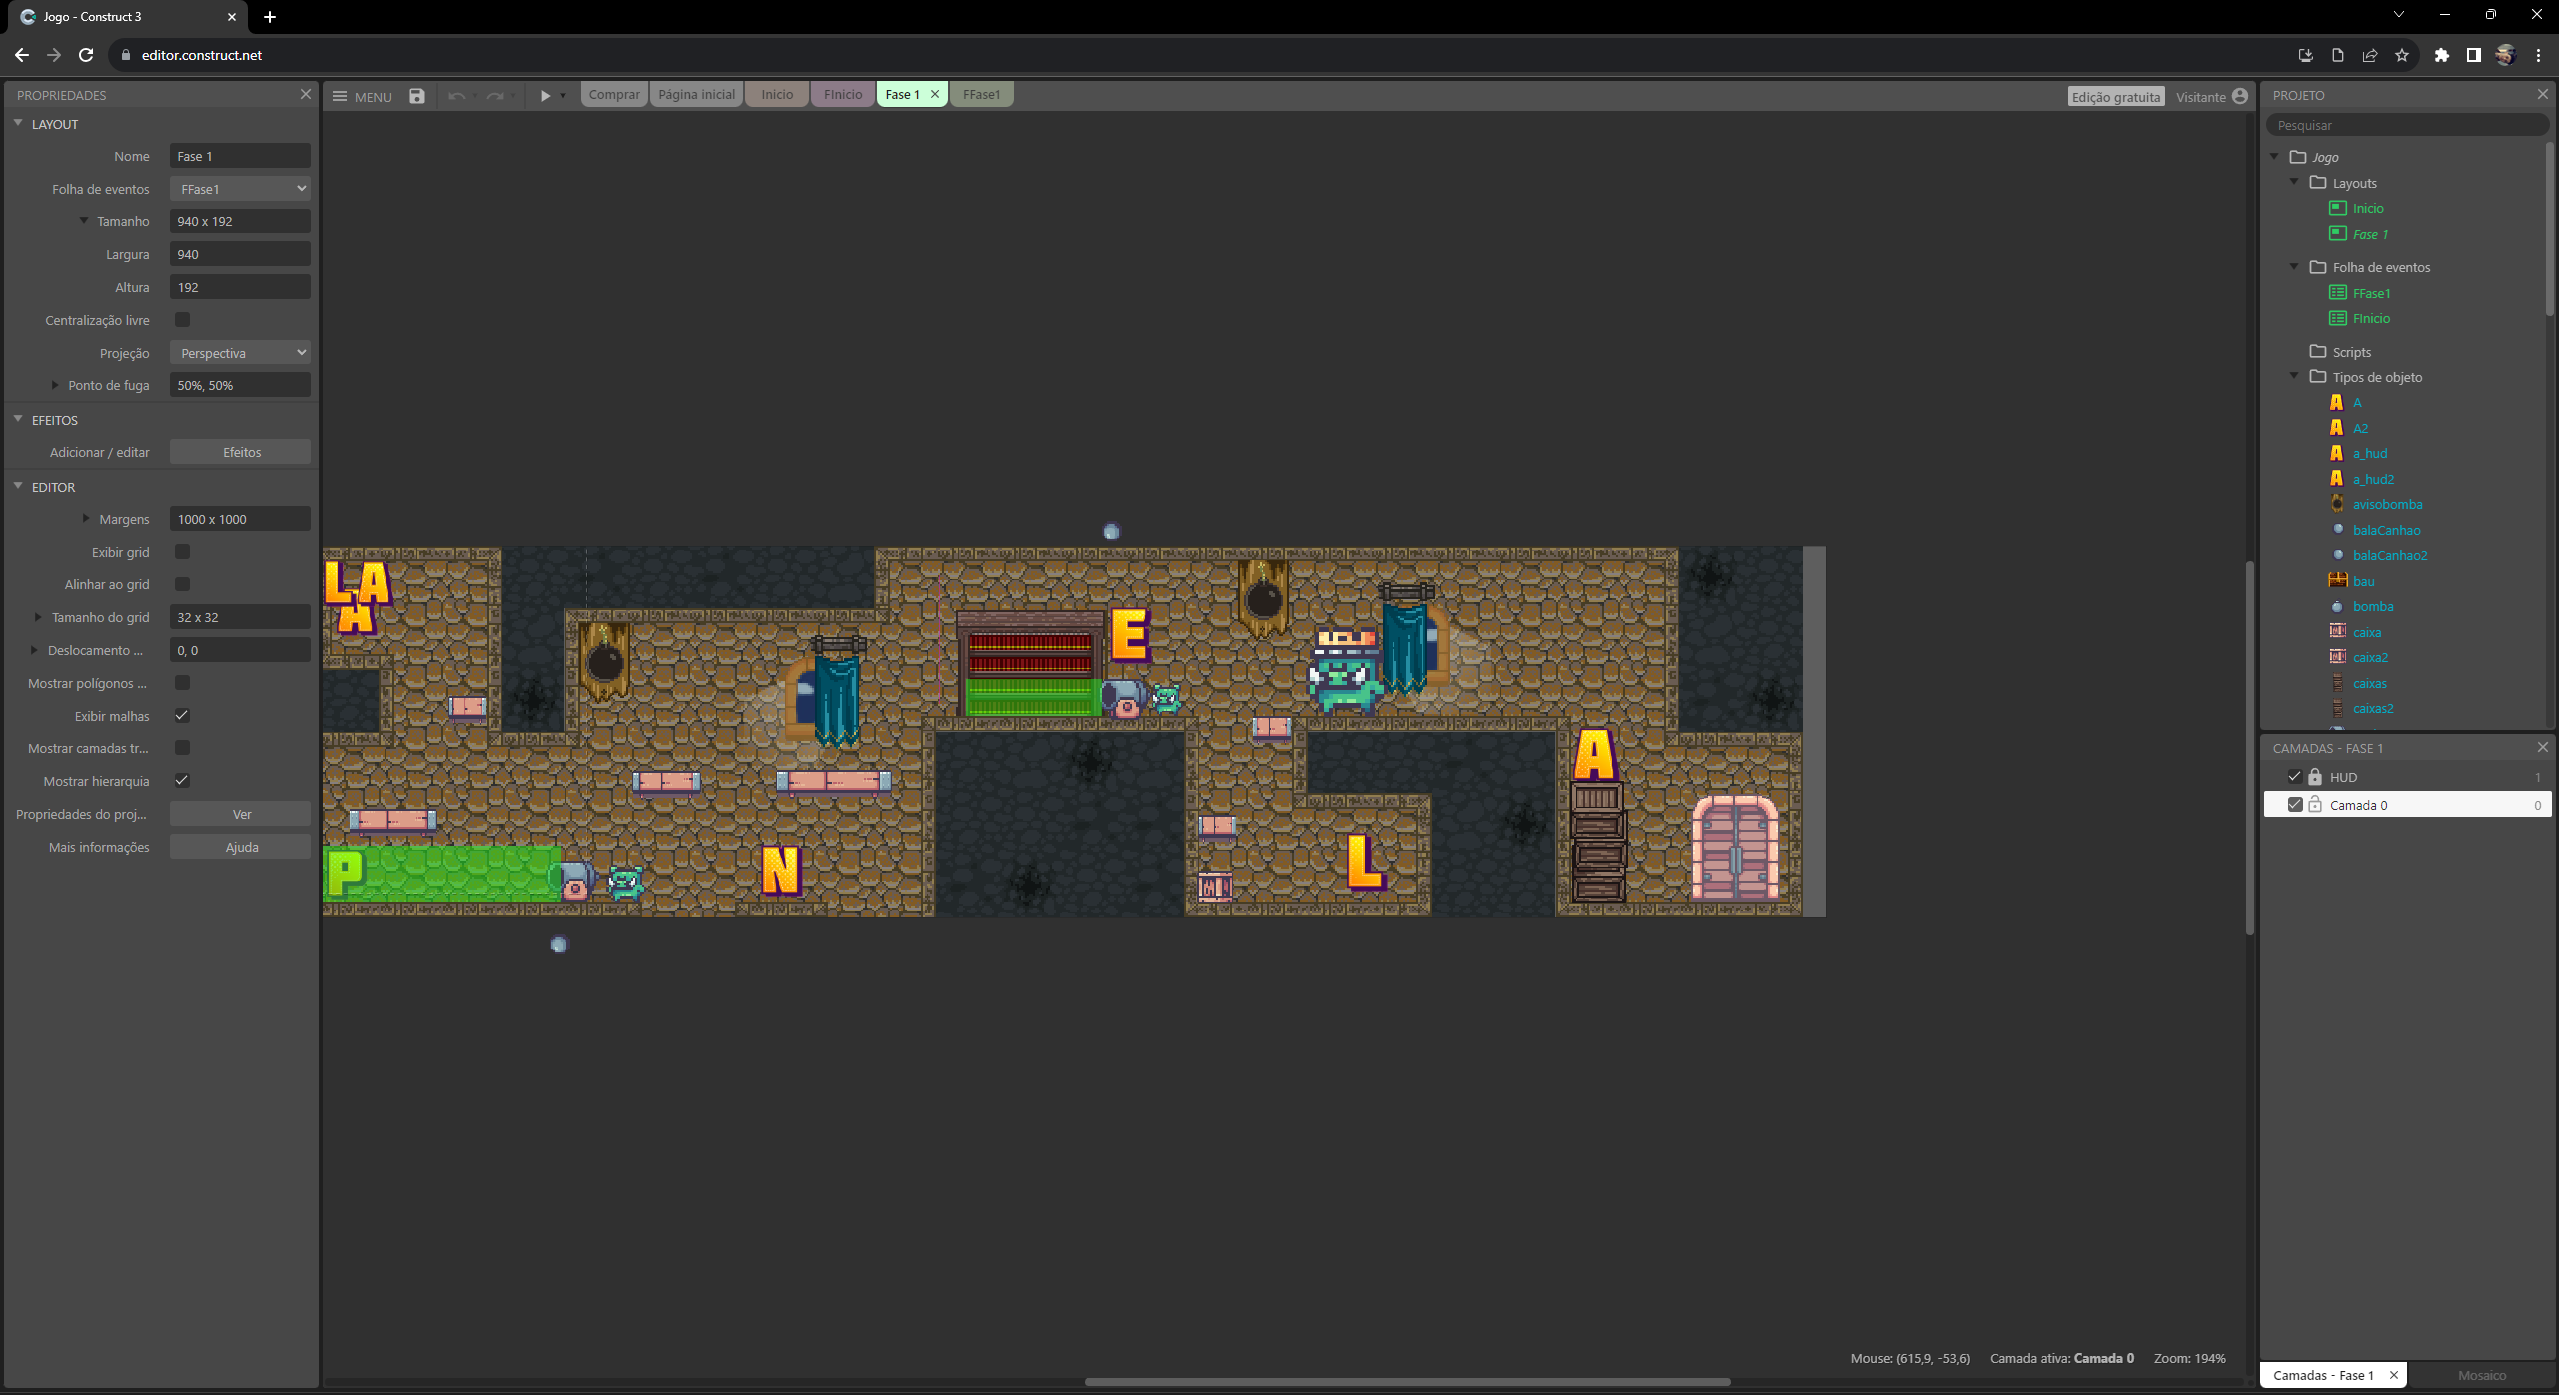 Jogo - Construct 3
editor.construct.net
PROPRIEDADES
LAYOUT
Nome Fase 1
Folha de eventos FFase1
Tamanho 940 x 192
Largura 940
Altura 192
Centralização livre
Projeção Perspectiva
Ponto de fuga 50%, 50%
EFEITOS
Adicionar / editar Efeitos
EDITOR
Margens 1000 x 1000
Exibir grid
Alinhar ao grid
Tamanho do grid 32 x 32
Deslocamento ... 0, 0
Mostrar polígonos ...
Exibir malhas
Mostrar camadas tr...
Mostrar hierarquia
Propriedades do proj... Ver
Mais informações Ajuda
MENU
Comprar Página inicial Inicio FInicio Fase 1 FFase1
Edição gratuita Visitante
LA
A
E
A
P
N
L
Mouse: (615,9, -53,6) Camada ativa: Camada 0 Zoom: 194%
PROJETO
Pesquisar
Jogo
Layouts
Inicio
Fase 1
Folha de eventos
FFase1
FInicio
Scripts
Tipos de objeto
A A
A A2
A a_hud
A a_hud2
avisobomba
balaCanhao
balaCanhao2
bau
bomba
caixa
caixa2
caixas
caixas2
CAMADAS - FASE 1
HUD 1
Camada 0 0
Camadas - Fase 1 Mosaico